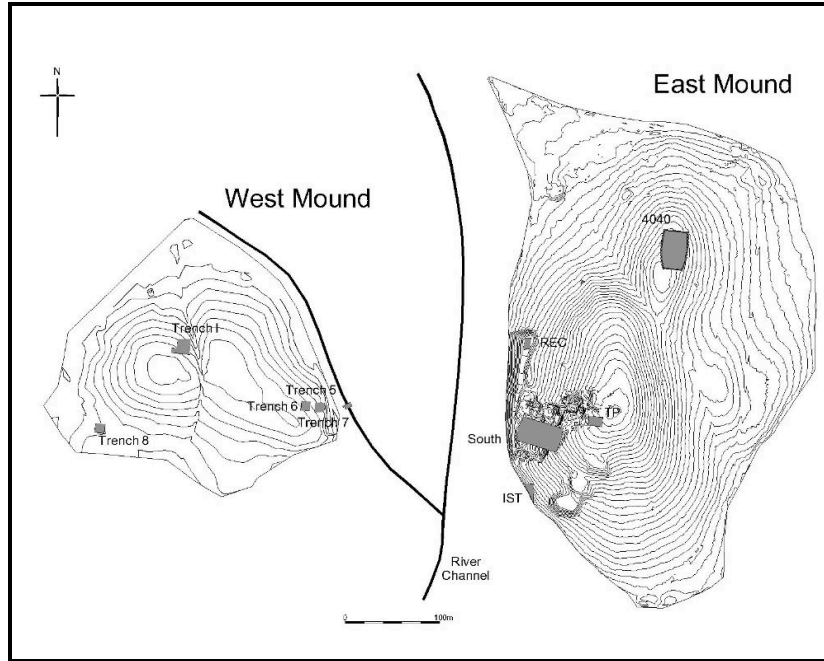 N
East Mound
West Mound
4040
Trench I
REC
Trench 5
Trench 6
TP
Trench 7
Trench 8
South
IST
River
Channel
0
100m